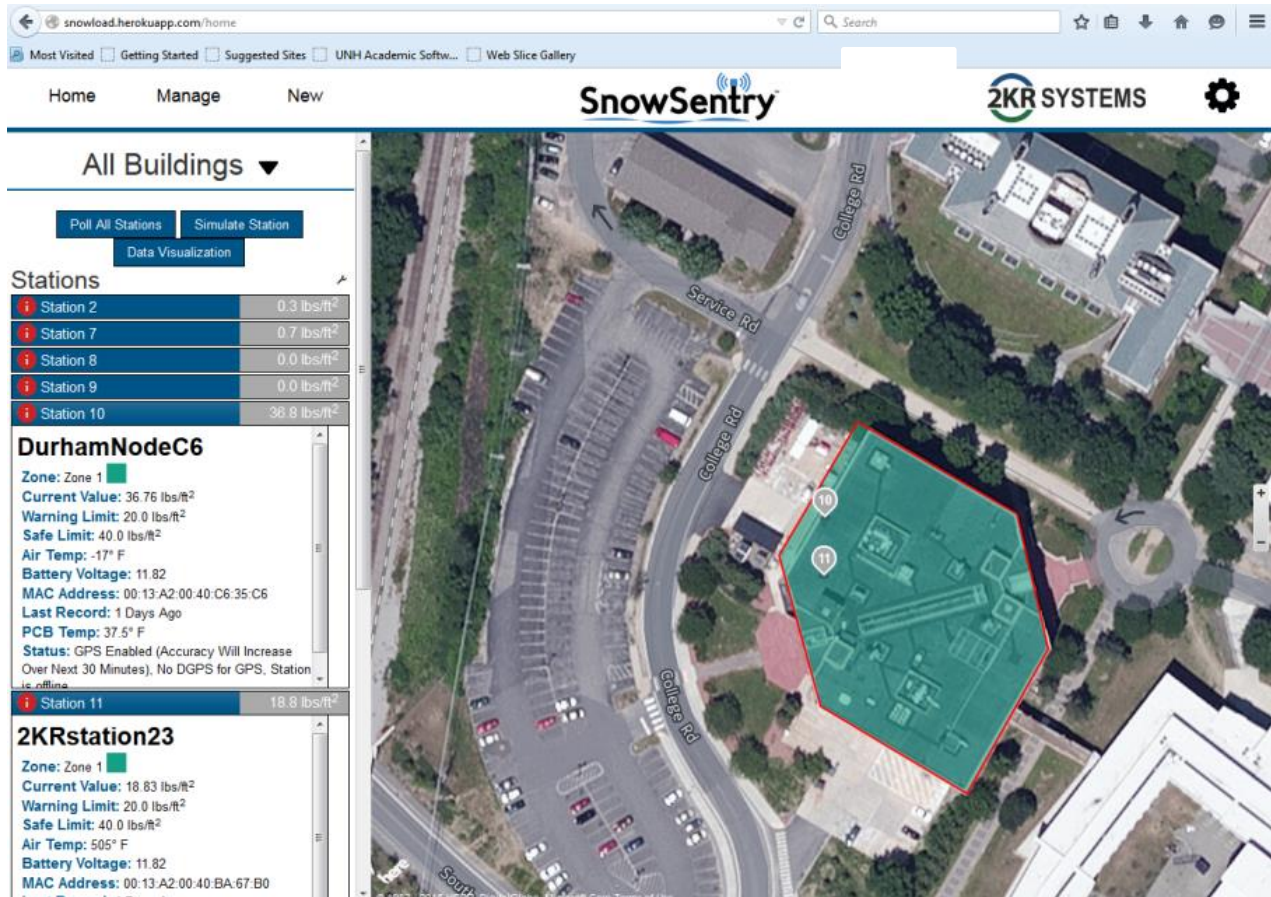 snowload.herokuapp.com/home
Search
Most Visited Getting Started Suggested Sites UNH Academic Softw... Web Slice Gallery
Home Manage New
SnowSentry
2KR SYSTEMS
All Buildings
Poll All Stations Simulate Station
Data Visualization
Stations
i Station 2 0.3 lbs/ft2
i Station 7 0.7 lbs/ft2
i Station 8 0.0 lbs/ft2
i Station 9 0.0 lbs/ft2
i Station 10 36.8 lbs/ft2
DurhamNodeC6
Zone: Zone 1
Current Value: 36.76 lbs/ft2
Warning Limit: 20.0 lbs/ft2
Safe Limit: 40.0 lbs/ft2
Air Temp: -17° F
Battery Voltage: 11.82
MAC Address: 00:13:A2:00:40:C6:35:C6
Last Record: 1 Days Ago
PCB Temp: 37.5° F
Status: GPS Enabled (Accuracy Will Increase
Over Next 30 Minutes), No DGPS for GPS, Station
is offline
i Station 11 18.8 lbs/ft2
2KRstation23
Zone: Zone 1
Current Value: 18.83 lbs/ft2
Warning Limit: 20.0 lbs/ft2
Safe Limit: 40.0 lbs/ft2
Air Temp: 505° F
Battery Voltage: 11.82
MAC Address: 00:13:A2:00:40:BA:67:B0
College Rd
Service Rd
College Rd
10
11
College Rd
here
South